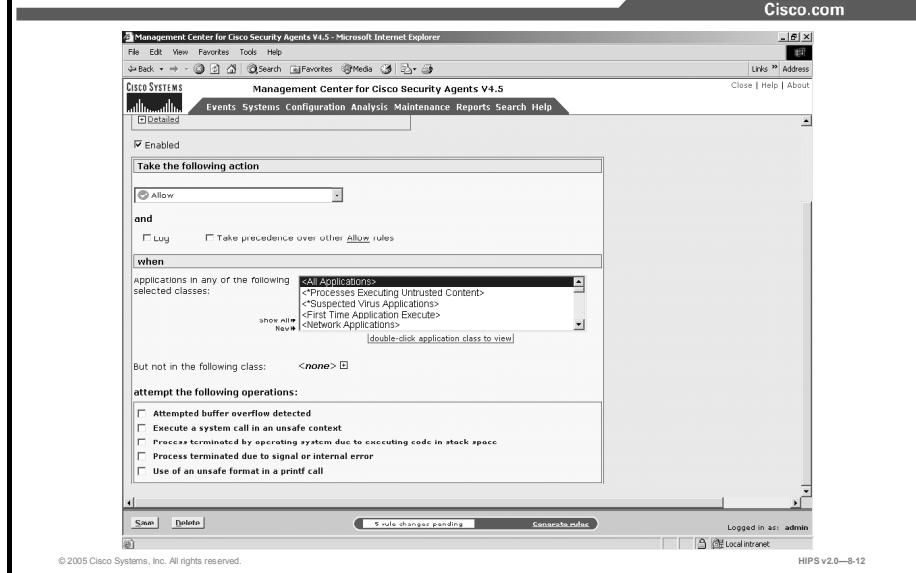 Cisco.com
Management Center for Cisco Security Agents V4.5 - Microsoft Internet Explorer
File Edit View Favorites Tools Help
Back Search Favorites Media Links » Address
CISCO SYSTEMS Management Center for Cisco Security Agents V4.5 Close | Help | About
Events Systems Configuration Analysis Maintenance Reports Search Help
Detailed
Enabled
Take the following action
Allow
and
Log Take precedence over other Allow rules
when
Applications in any of the following selected classes:
<All Applications>
<*Processes Executing Untrusted Content>
<*Suspected Virus Applications>
<First Time Application Execute>
<Network Applications>
Show All
New
double-click application class to view
But not in the following class: <none>
attempt the following operations:
Attempted buffer overflow detected
Execute a system call in an unsafe context
Process terminated by operating system due to executing code in stack space
Process terminated due to signal or internal error
Use of an unsafe format in a printf call
Save Delete 5 rule changes pending Generate rules Logged in as: admin
Local intranet
© 2005 Cisco Systems, Inc. All rights reserved. HIPS v2.0—8-12